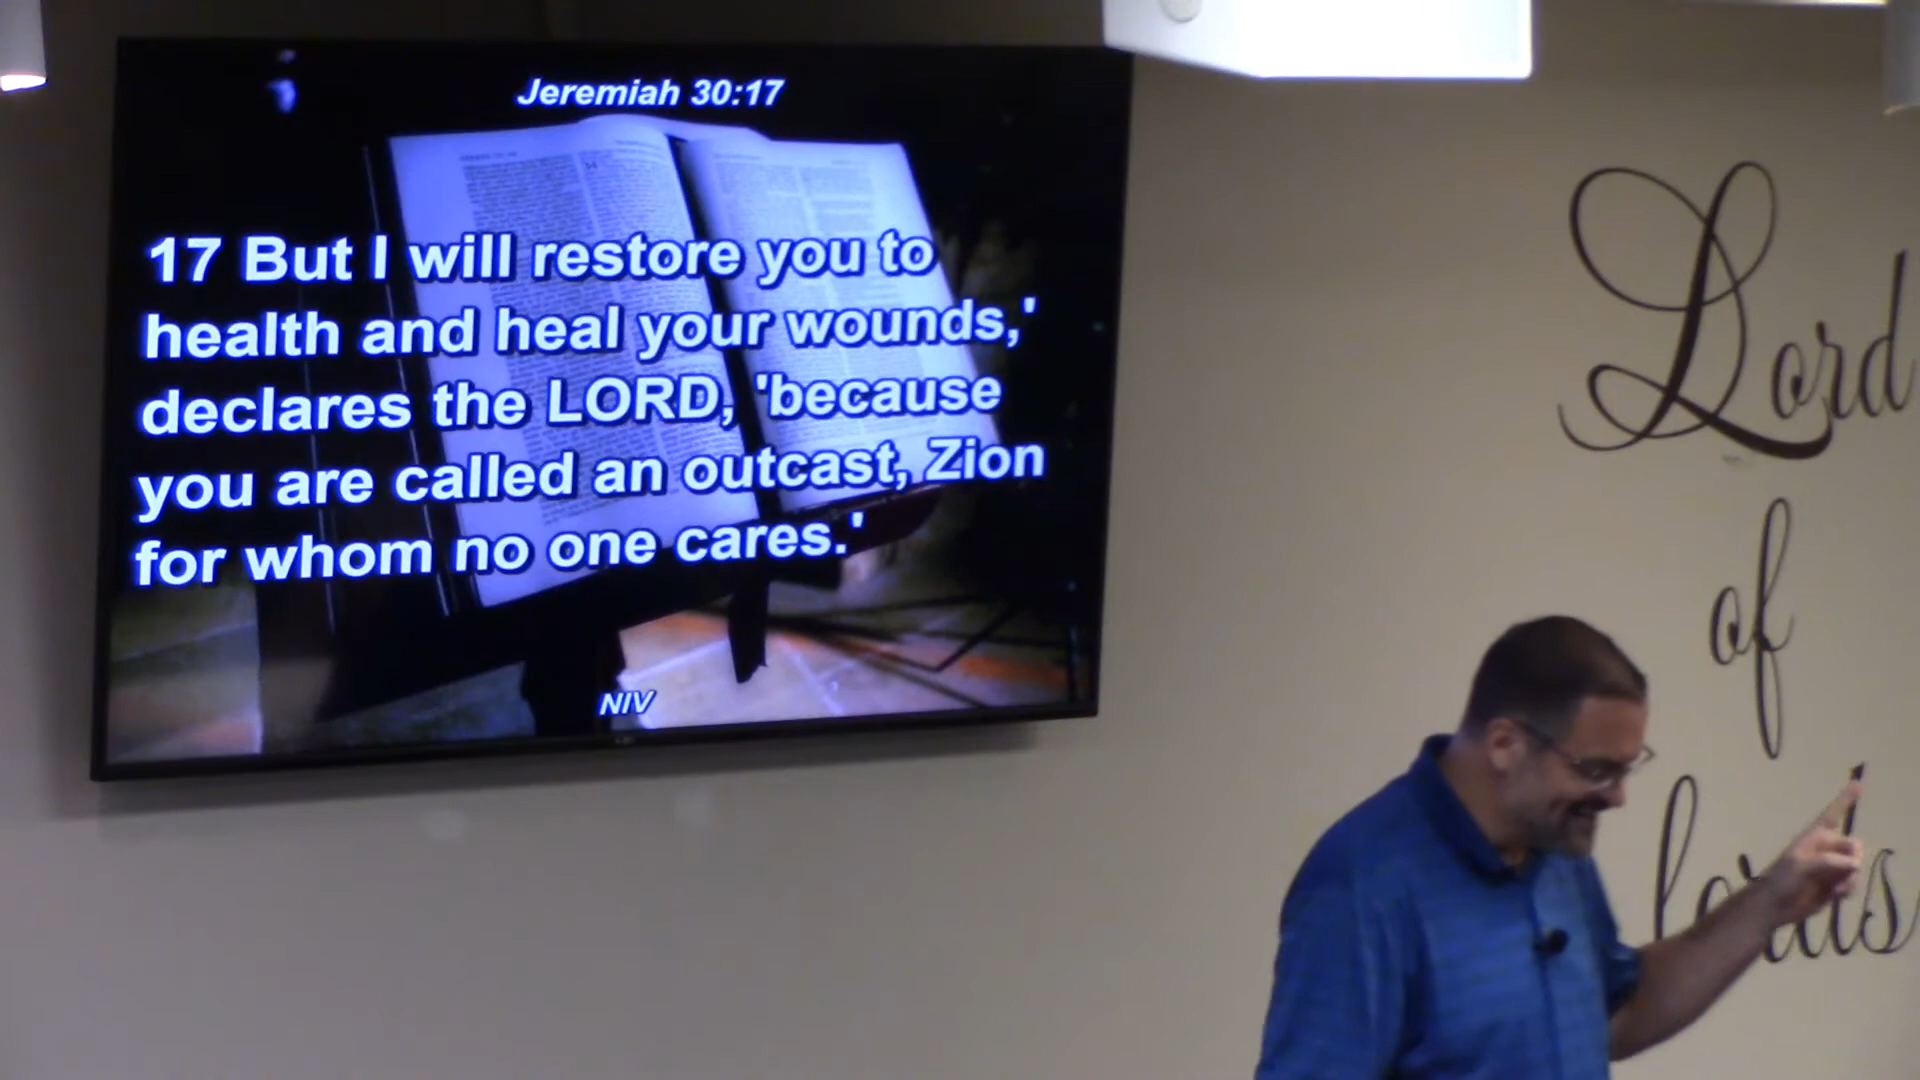 Jeremiah 30:17
17 But I will restore you to
health and heal your wounds,'
declares the LORD, 'because
you are called an outcast, Zion
for whom no one cares.'
NIV
Lord
of
lords